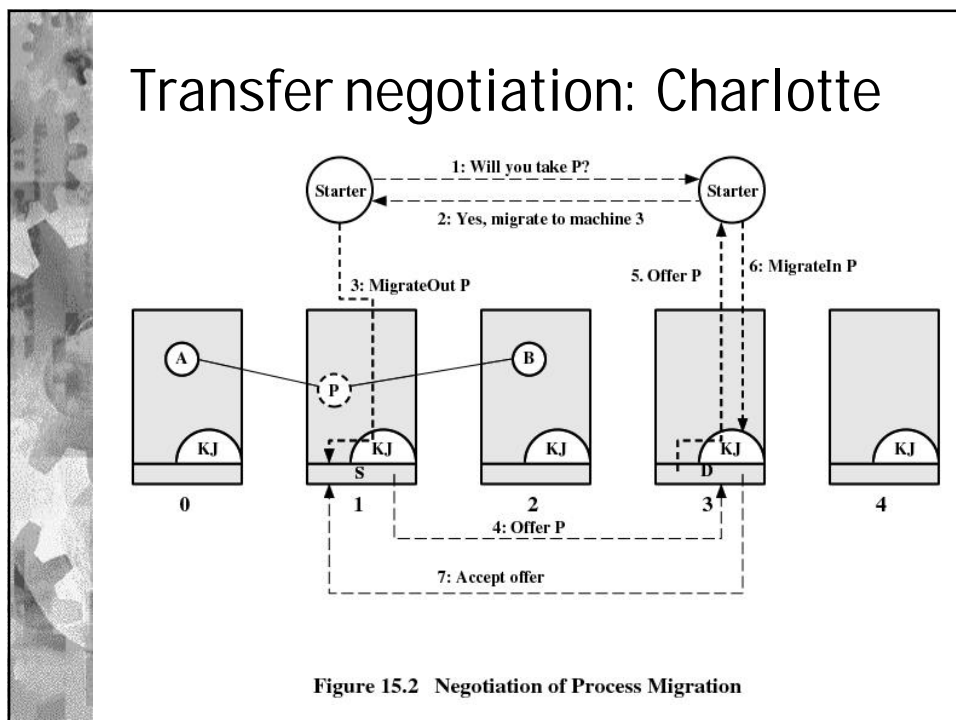 Transfer negotiation: Charlotte
1: Will you take P?
Starter
Starter
2: Yes, migrate to machine 3
3: MigrateOut P
5. Offer P
6: MigrateIn P
A
P
B
KJ
KJ
KJ
KJ
KJ
S
D
0
1
2
3
4
4: Offer P
7: Accept offer
Figure 15.2 Negotiation of Process Migration